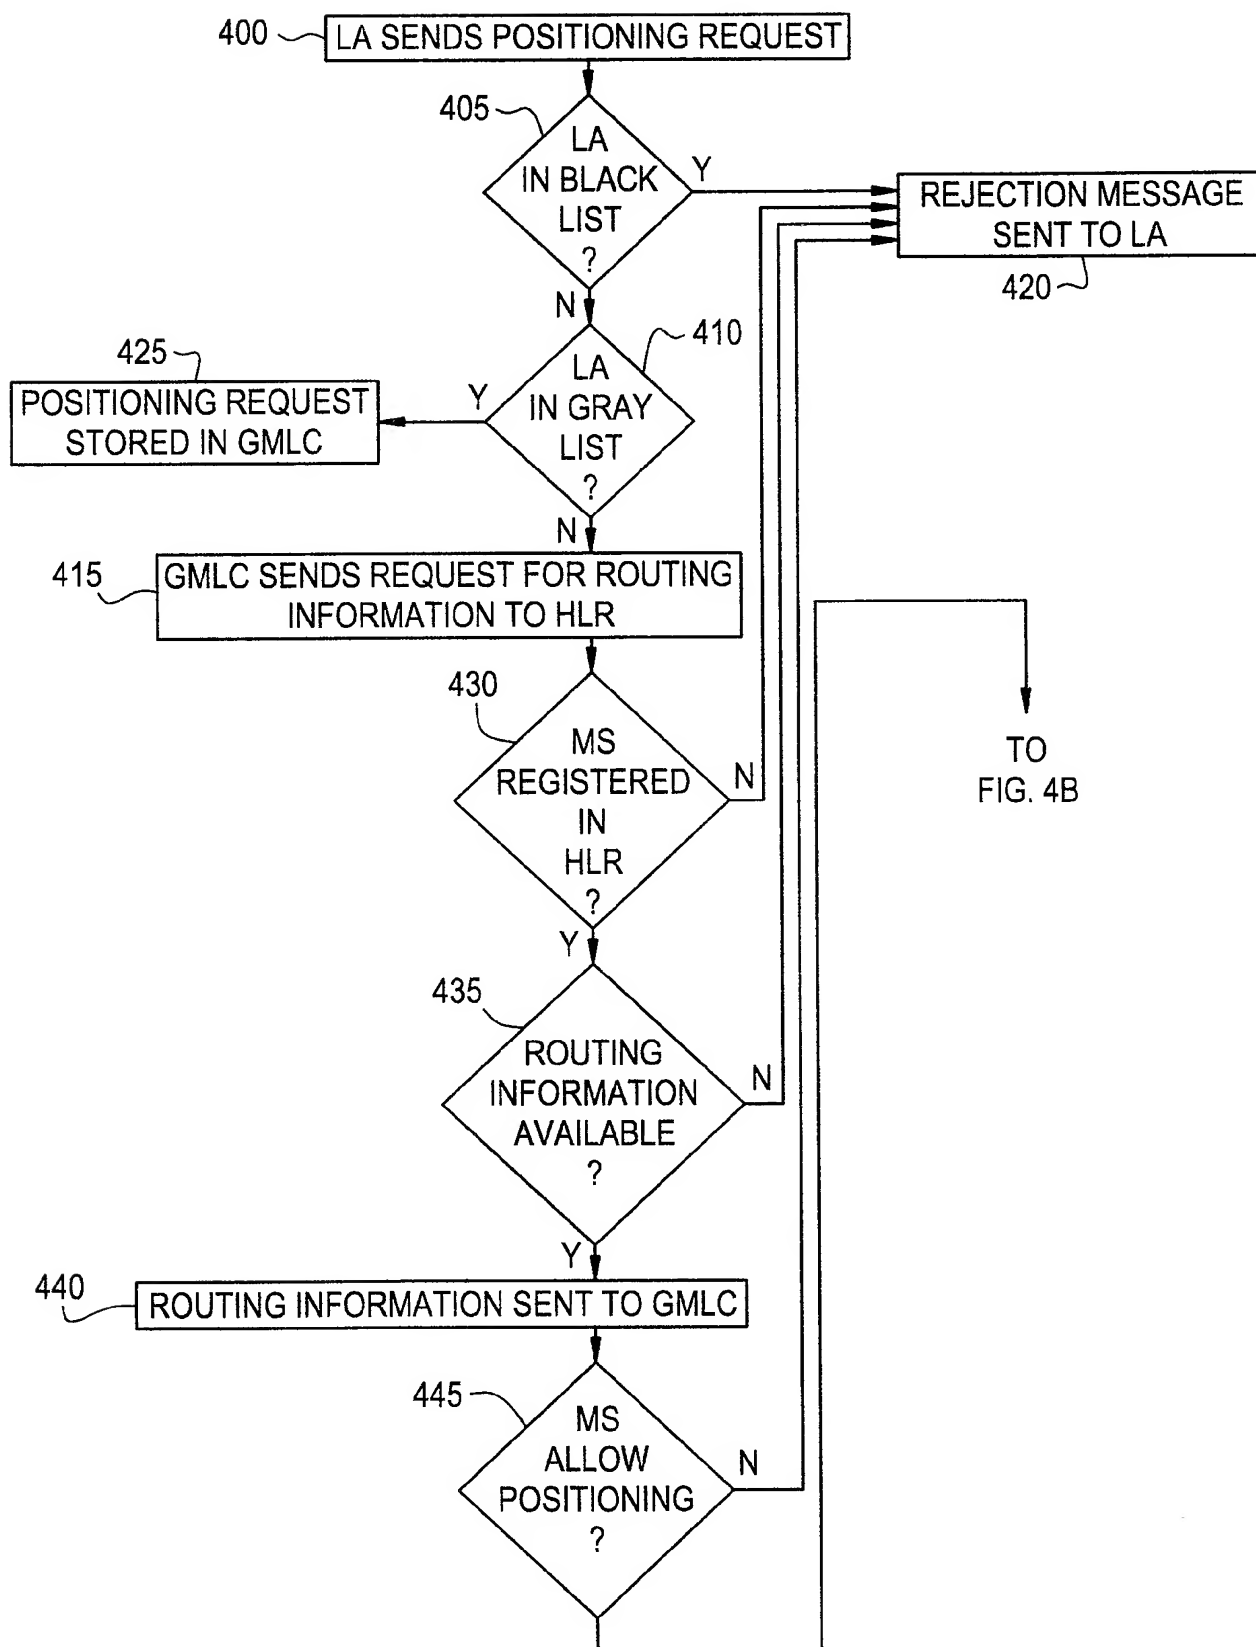 400
LA SENDS POSITIONING REQUEST
405
LA
IN BLACK
LIST
?
Y
N
REJECTION MESSAGE
SENT TO LA
420
410
LA
IN GRAY
LIST
?
Y
N
425
POSITIONING REQUEST
STORED IN GMLC
415
GMLC SENDS REQUEST FOR ROUTING
INFORMATION TO HLR
430
MS
REGISTERED
IN
HLR
?
N
Y
TO
FIG. 4B
435
ROUTING
INFORMATION
AVAILABLE
?
N
Y
440
ROUTING INFORMATION SENT TO GMLC
445
MS
ALLOW
POSITIONING
?
N